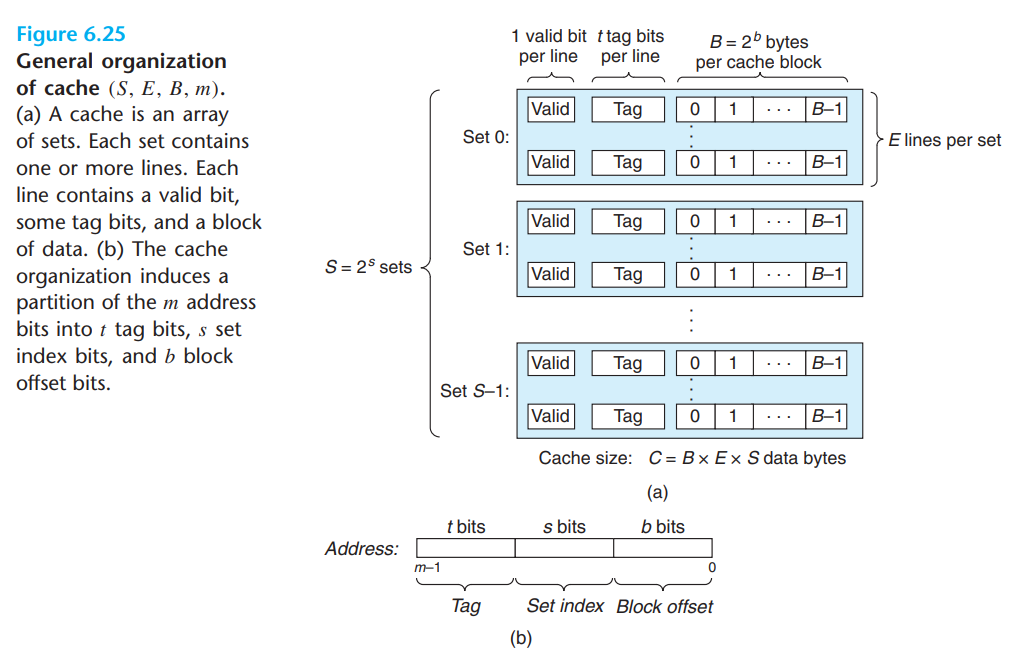 Figure 6.25
General organization
of cache (S, E, B, m).
(a) A cache is an array
of sets. Each set contains
one or more lines. Each
line contains a valid bit,
some tag bits, and a block
of data. (b) The cache
organization induces a
partition of the m address
bits into t tag bits, s set
index bits, and b block
offset bits.
1 valid bit per line
t tag bits per line
B = 2^b bytes per cache block
S = 2^s sets
Set 0:
Valid Tag 0 1 · · · B–1
Valid Tag 0 1 · · · B–1
E lines per set
Set 1:
Valid Tag 0 1 · · · B–1
Valid Tag 0 1 · · · B–1
Set S–1:
Valid Tag 0 1 · · · B–1
Valid Tag 0 1 · · · B–1
Cache size: C = B × E × S data bytes
(a)
t bits s bits b bits
Address:
m–1 0
Tag Set index Block offset
(b)